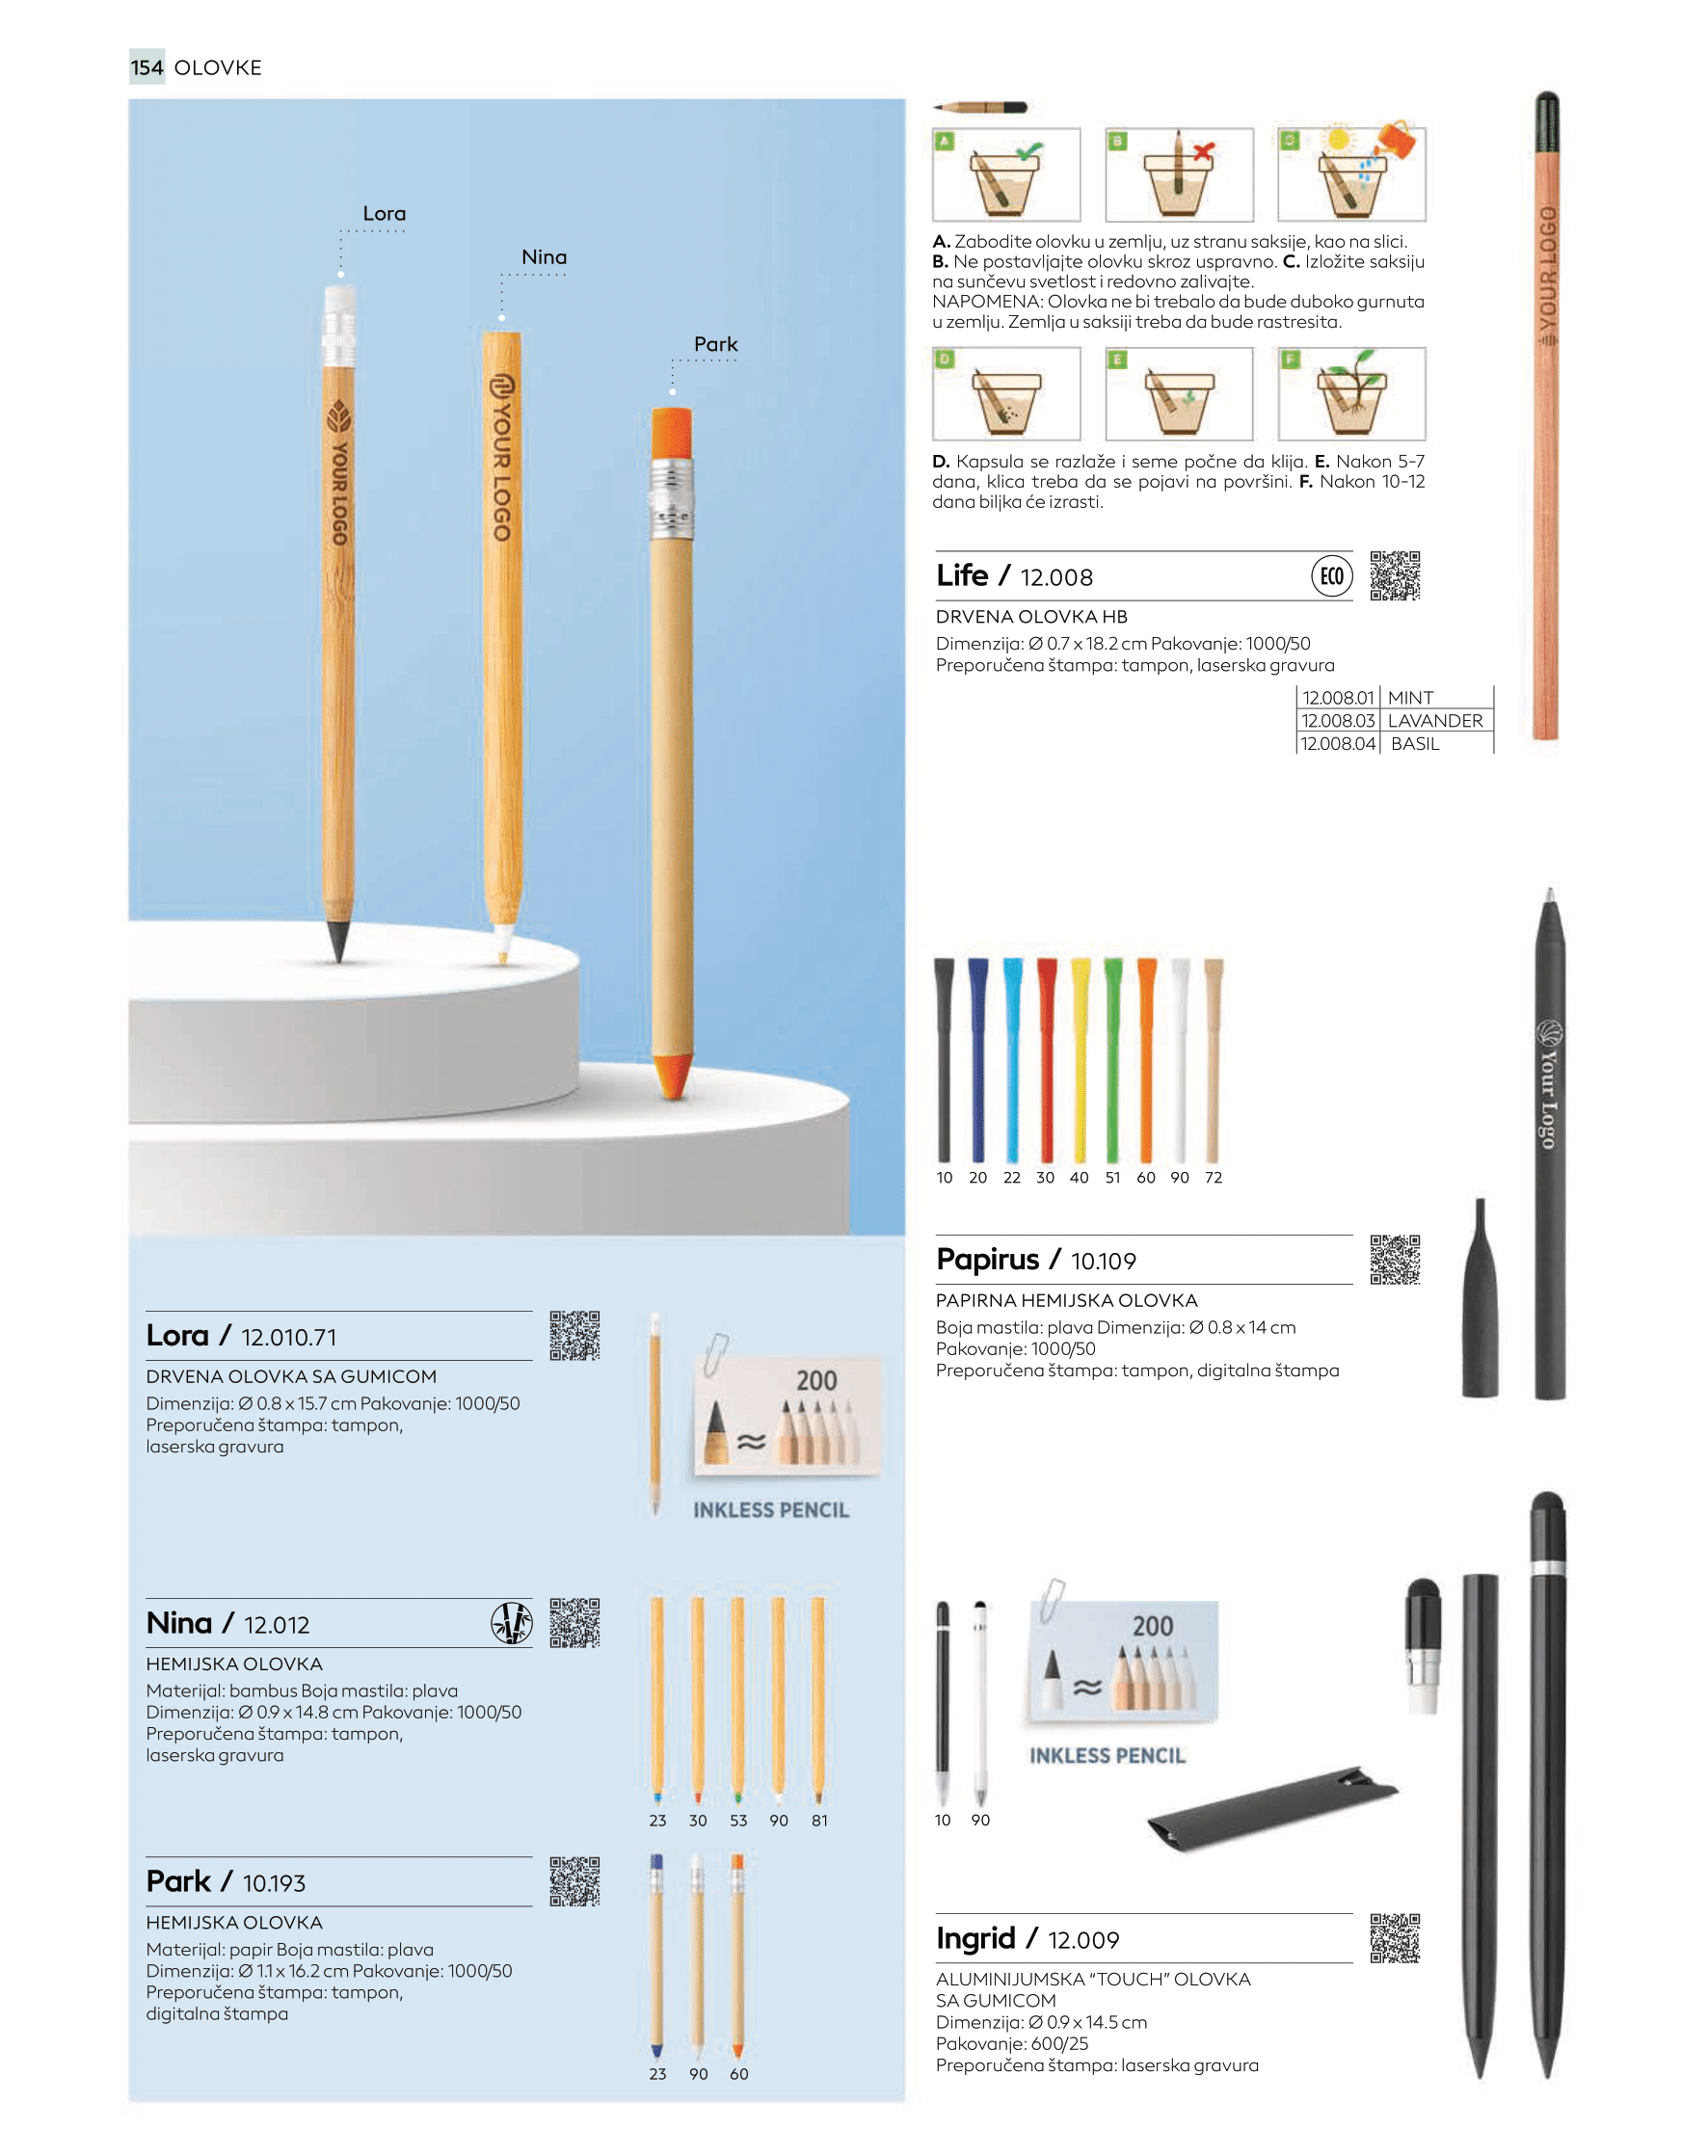 154 OLOVKE
Lora
Nina
Park
YOUR LOGO
YOUR LOGO
Lora / 12.010.71
DRVENA OLOVKA SA GUMICOM
Dimenzija: Ø 0.8 x 15.7 cm Pakovanje: 1000/50
Preporučena štampa: tampon,
laserska gravura
200
≈
INKLESS PENCIL
Nina / 12.012
HEMIJSKA OLOVKA
Materijal: bambus Boja mastila: plava
Dimenzija: Ø 0.9 x 14.8 cm Pakovanje: 1000/50
Preporučena štampa: tampon,
laserska gravura
23 30 53 90 81
Park / 10.193
HEMIJSKA OLOVKA
Materijal: papir Boja mastila: plava
Dimenzija: Ø 1.1 x 16.2 cm Pakovanje: 1000/50
Preporučena štampa: tampon,
digitalna štampa
23 90 60
A B C
A. Zabodite olovku u zemlju, uz stranu saksije, kao na slici.
B. Ne postavljajte olovku skroz uspravno. C. Izložite saksiju
na sunčevu svetlost i redovno zalivajte.
NAPOMENA: Olovka ne bi trebalo da bude duboko gurnuta
u zemlju. Zemlja u saksiji treba da bude rastresita.
D E F
D. Kapsula se razlaže i seme počne da klija. E. Nakon 5-7
dana, klica treba da se pojavi na površini. F. Nakon 10-12
dana biljka će izrasti.
YOUR LOGO
Life / 12.008
ECO
DRVENA OLOVKA HB
Dimenzija: Ø 0.7 x 18.2 cm Pakovanje: 1000/50
Preporučena štampa: tampon, laserska gravura
12.008.01 MINT
12.008.03 LAVANDER
12.008.04 BASIL
10 20 22 30 40 51 60 90 72
Your Logo
Papirus / 10.109
PAPIRNA HEMIJSKA OLOVKA
Boja mastila: plava Dimenzija: Ø 0.8 x 14 cm
Pakovanje: 1000/50
Preporučena štampa: tampon, digitalna štampa
200
≈
INKLESS PENCIL
10 90
Ingrid / 12.009
ALUMINIJUMSKA “TOUCH” OLOVKA
SA GUMICOM
Dimenzija: Ø 0.9 x 14.5 cm
Pakovanje: 600/25
Preporučena štampa: laserska gravura